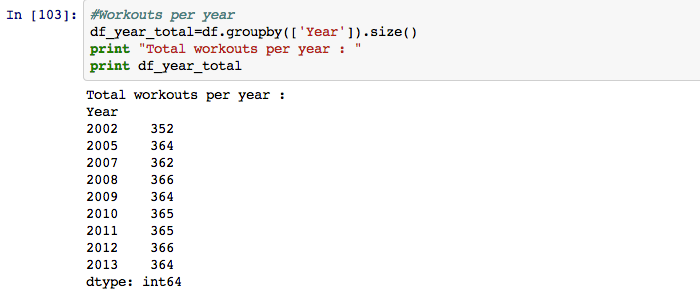 In [103]: #Workouts per year
df_year_total=df.groupby(['Year']).size()
print "Total workouts per year : "
print df_year_total
Total workouts per year :
Year
2002    352
2005    364
2007    362
2008    366
2009    364
2010    365
2011    365
2012    366
2013    364
dtype: int64